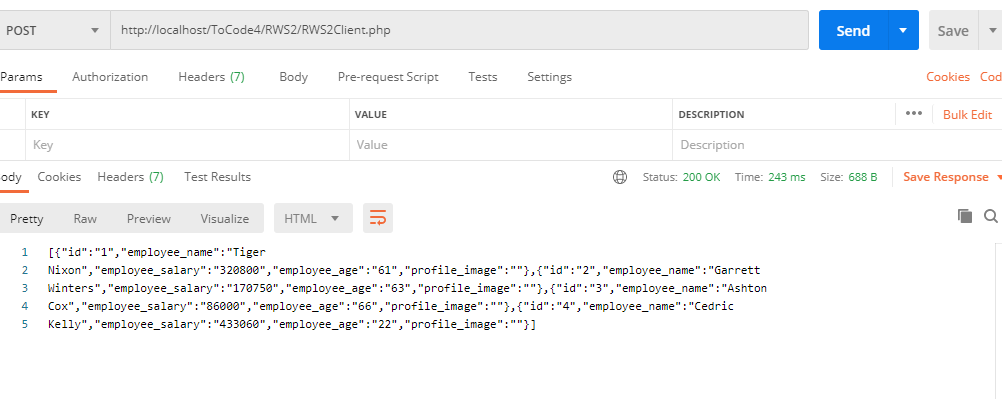 POST http://localhost/ToCode4/RWS2/RWS2Client.php Send Save
Params Authorization Headers (7) Body Pre-request Script Tests Settings Cookies Cod
KEY VALUE DESCRIPTION ••• Bulk Edit
Key Value Description
ody Cookies Headers (7) Test Results Status: 200 OK Time: 243 ms Size: 688 B Save Response
Pretty Raw Preview Visualize HTML
1 [{"id":"1","employee_name":"Tiger
2 Nixon","employee_salary":"320800","employee_age":"61","profile_image":""},{"id":"2","employee_name":"Garrett
3 Winters","employee_salary":"170750","employee_age":"63","profile_image":""},{"id":"3","employee_name":"Ashton
4 Cox","employee_salary":"86000","employee_age":"66","profile_image":""},{"id":"4","employee_name":"Cedric
5 Kelly","employee_salary":"433060","employee_age":"22","profile_image":""}]